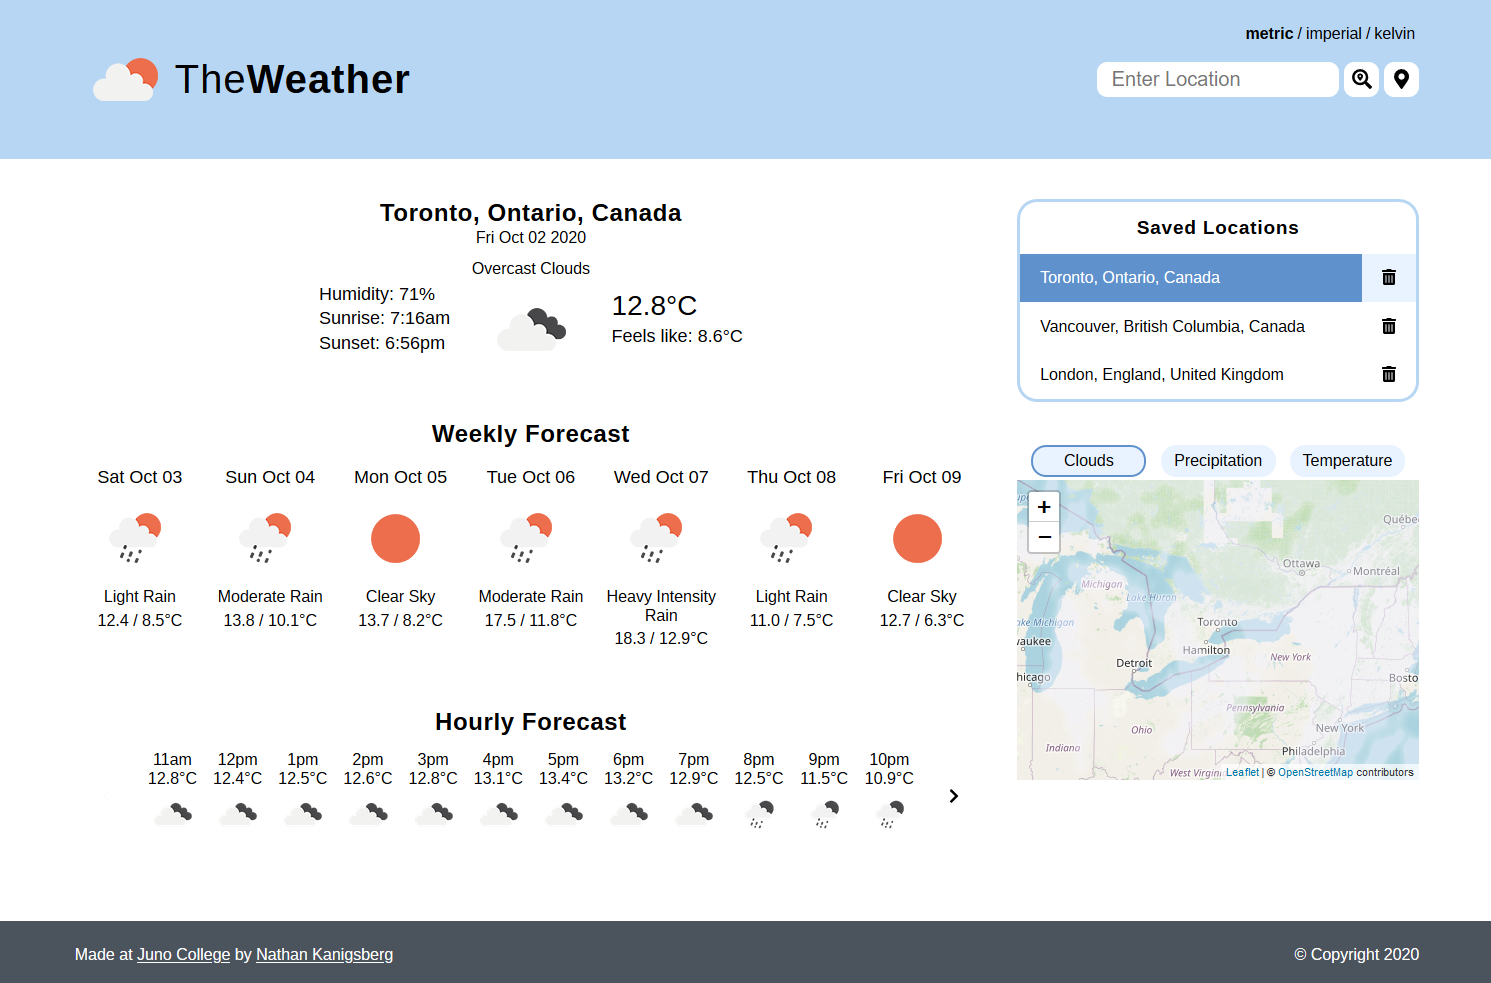 metric / imperial / kelvin
TheWeather
Enter Location
Toronto, Ontario, Canada
Fri Oct 02 2020
Overcast Clouds
Humidity: 71%
Sunrise: 7:16am
Sunset: 6:56pm
12.8°C
Feels like: 8.6°C
Weekly Forecast
Sat Oct 03 Sun Oct 04 Mon Oct 05 Tue Oct 06 Wed Oct 07 Thu Oct 08 Fri Oct 09
Light Rain Moderate Rain Clear Sky Moderate Rain Heavy Intensity Rain Light Rain Clear Sky
12.4 / 8.5°C 13.8 / 10.1°C 13.7 / 8.2°C 17.5 / 11.8°C 18.3 / 12.9°C 11.0 / 7.5°C 12.7 / 6.3°C
Hourly Forecast
11am 12pm 1pm 2pm 3pm 4pm 5pm 6pm 7pm 8pm 9pm 10pm
12.8°C 12.4°C 12.5°C 12.6°C 12.8°C 13.1°C 13.4°C 13.2°C 12.9°C 12.5°C 11.5°C 10.9°C
Saved Locations
Toronto, Ontario, Canada
Vancouver, British Columbia, Canada
London, England, United Kingdom
Clouds Precipitation Temperature
+
−
Québe
Ottawa
Montréal
Michigan
Lake Huron
ake Michigan
Toronto
waukee
Hamilton
Detroit
New York
hicago
Bosto
Pennsylvania
New York
Ohio
Indiana
Philadelphia
West Virgin
Leaflet | © OpenStreetMap contributors
Made at Juno College by Nathan Kanigsberg
© Copyright 2020